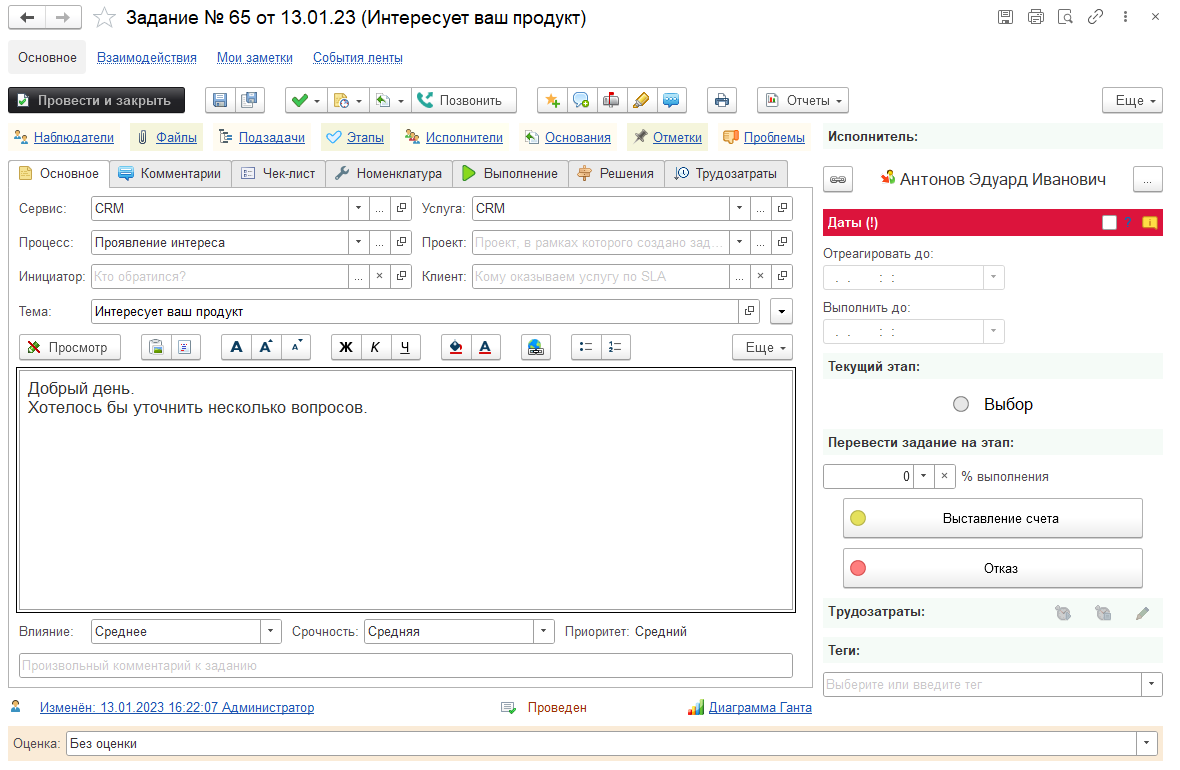 Задание № 65 от 13.01.23 (Интересует ваш продукт)
Основное Взаимодействия Мои заметки События ленты
Провести и закрыть Позвонить Отчеты Еще
Наблюдатели Файлы Подзадачи Этапы Исполнители Основания Отметки Проблемы
Основное Комментарии Чек-лист Номенклатура Выполнение Решения Трудозатраты
Сервис: CRM ... Услуга: CRM ...
Процесс: Проявление интереса ... Проект: Проект, в рамках которого создано зад... ...
Инициатор: Кто обратился? ... × Клиент: Кому оказываем услугу по SLA ... ×
Тема: Интересует ваш продукт
Просмотр А А А Ж К Ч А Еще
Добрый день.
Хотелось бы уточнить несколько вопросов.
Влияние: Среднее Срочность: Средняя Приоритет: Средний
Произвольный комментарий к заданию
Изменён: 13.01.2023 16:22:07 Администратор Проведен Диаграмма Ганта
Оценка: Без оценки
Исполнитель:
Антонов Эдуард Иванович ...
Даты (!) ?
Отреагировать до:
. . : :
Выполнить до:
. . : :
Текущий этап:
Выбор
Перевести задание на этап:
0 × % выполнения
Выставление счета
Отказ
Трудозатраты:
Теги:
Выберите или введите тег